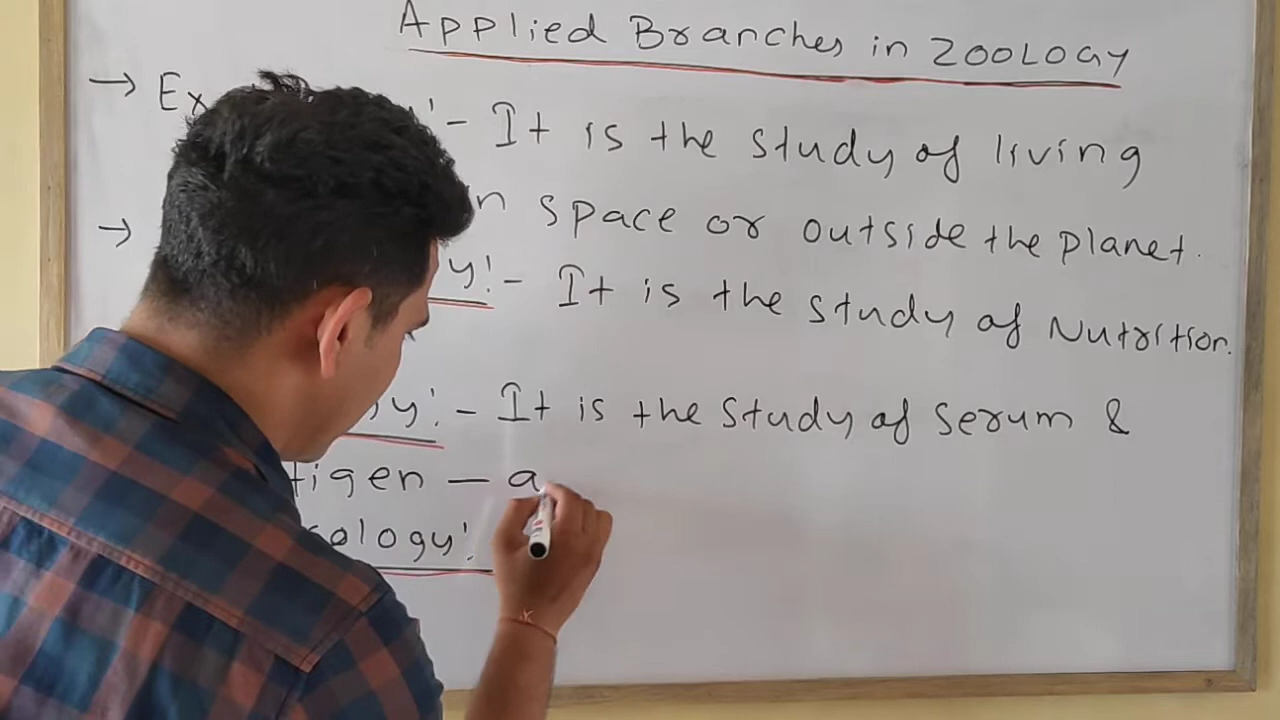 Applied Branches in ZOOLOGY
→ Ex y!- It is the study of living
n space or outside the planet.
→ y!- It is the study of Nutrition.
y!- It is the study of Serum &
tigen — a
ology!